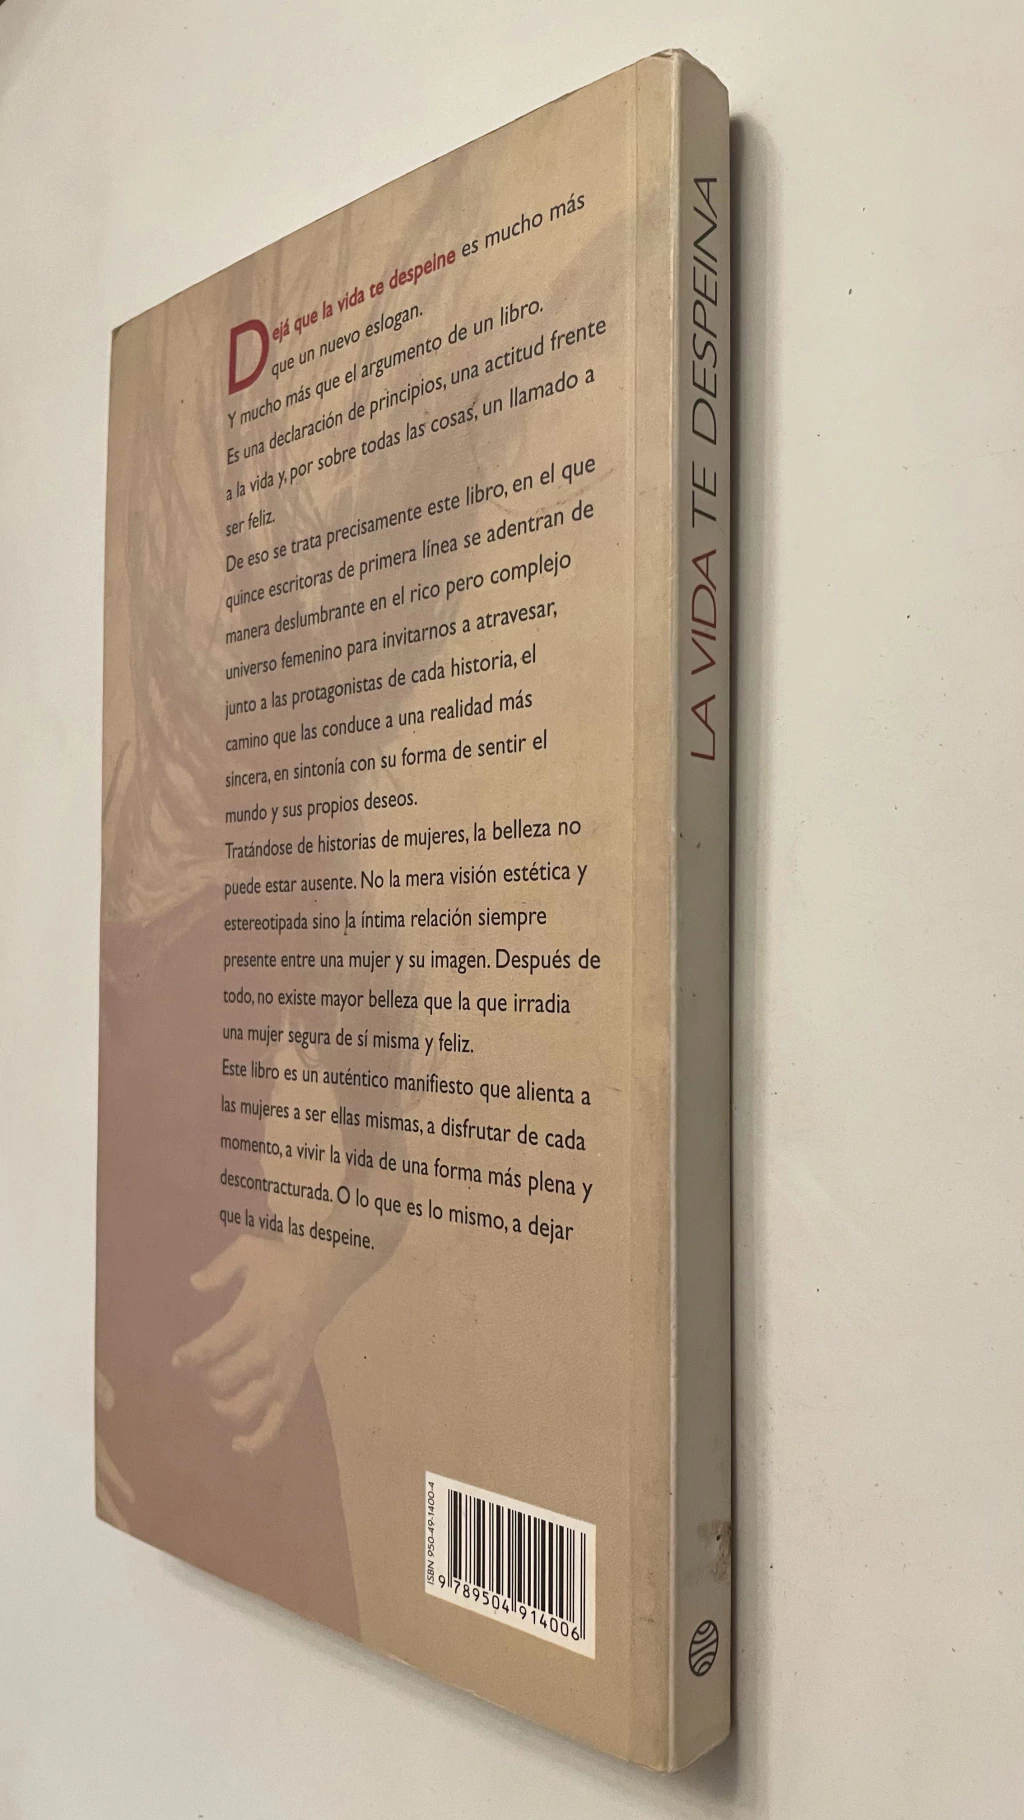 Dejá que la vida te despeine es mucho más
que un nuevo eslogan.
Y mucho más que el argumento de un libro.
Es una declaración de principios, una actitud frente
a la vida y, por sobre todas las cosas, un llamado a
ser feliz.
De eso se trata precisamente este libro, en el que
quince escritoras de primera línea se adentran de
manera deslumbrante en el rico pero complejo
universo femenino para invitarnos a atravesar,
junto a las protagonistas de cada historia, el
camino que las conduce a una realidad más
sincera, en sintonía con su forma de sentir el
mundo y sus propios deseos.
Tratándose de historias de mujeres, la belleza no
puede estar ausente. No la mera visión estética y
estereotipada sino la íntima relación siempre
presente entre una mujer y su imagen. Después de
todo, no existe mayor belleza que la que irradia
una mujer segura de sí misma y feliz.
Este libro es un auténtico manifiesto que alienta a
las mujeres a ser ellas mismas, a disfrutar de cada
momento, a vivir la vida de una forma más plena y
descontracturada. O lo que es lo mismo, a dejar
que la vida las despeine.
ISBN 950-49-1400-4
9 789504 914006
LA VIDA TE DESPEINA